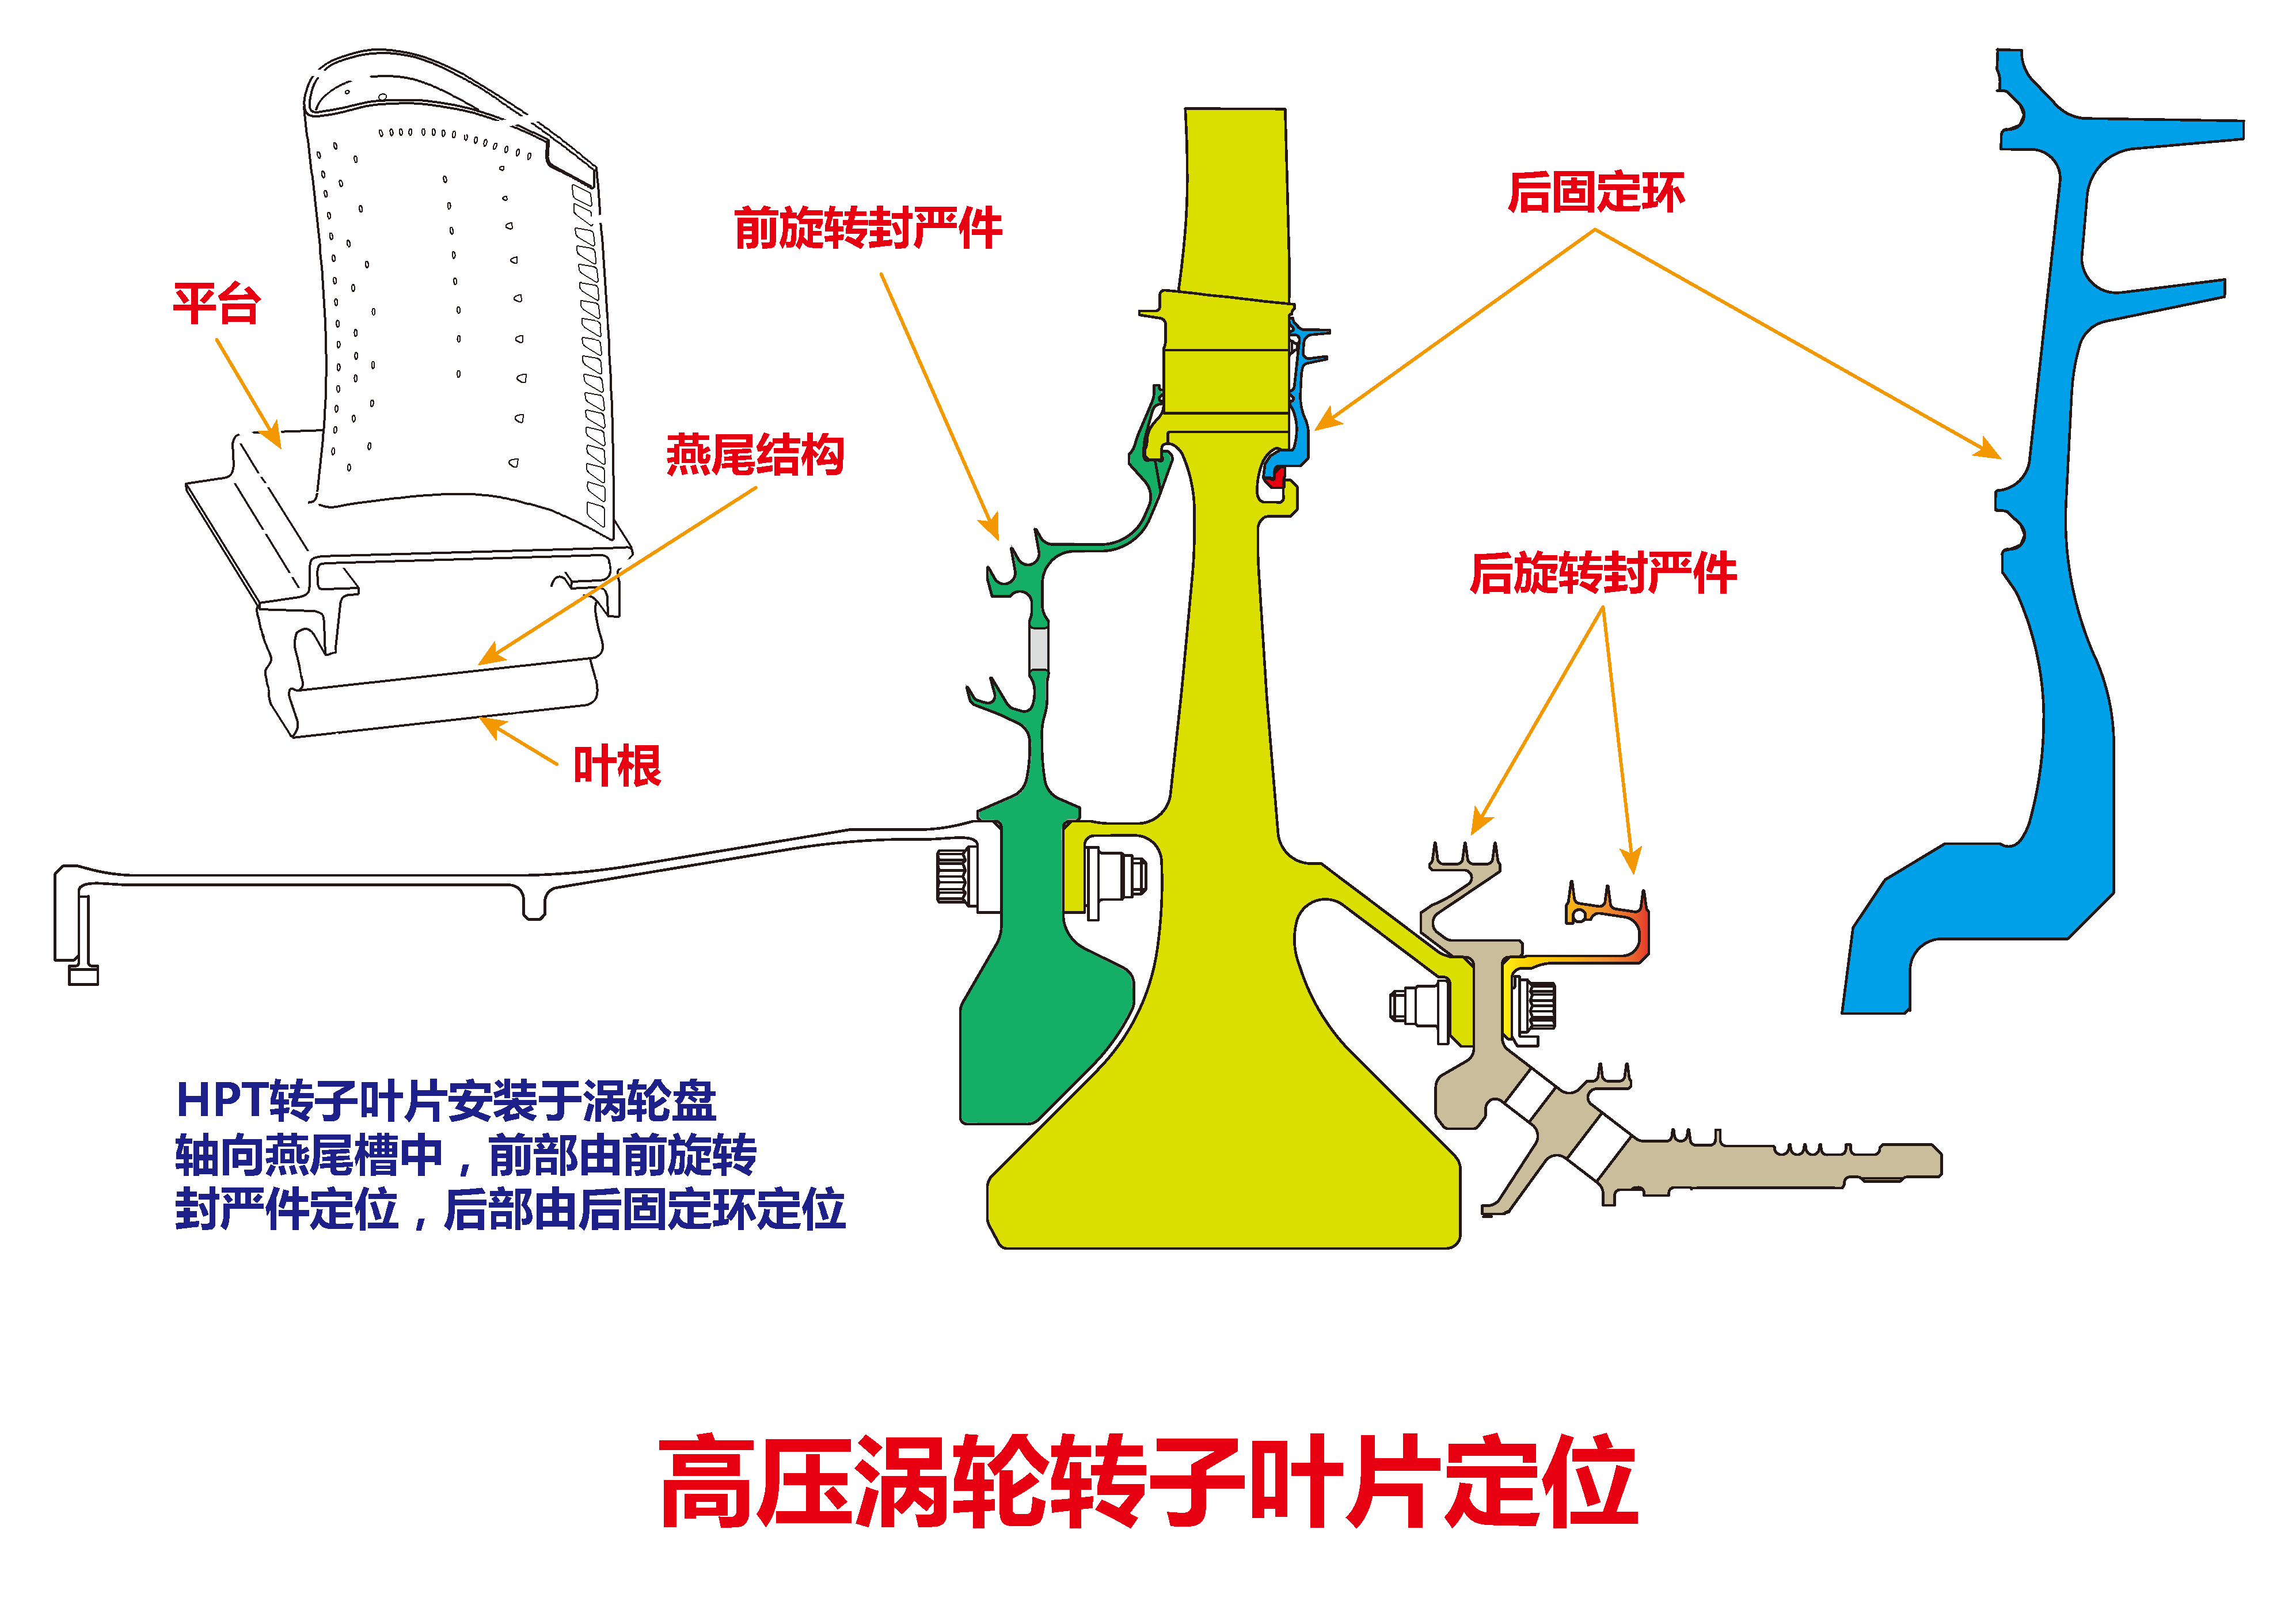 后固定环
前旋转封严件
平台
燕尾结构
后旋转封严件
叶根
HPT转子叶片安装于涡轮盘
轴向燕尾槽中，前部由前旋转
封严件定位，后部由后固定环定位
高压涡轮转子叶片定位